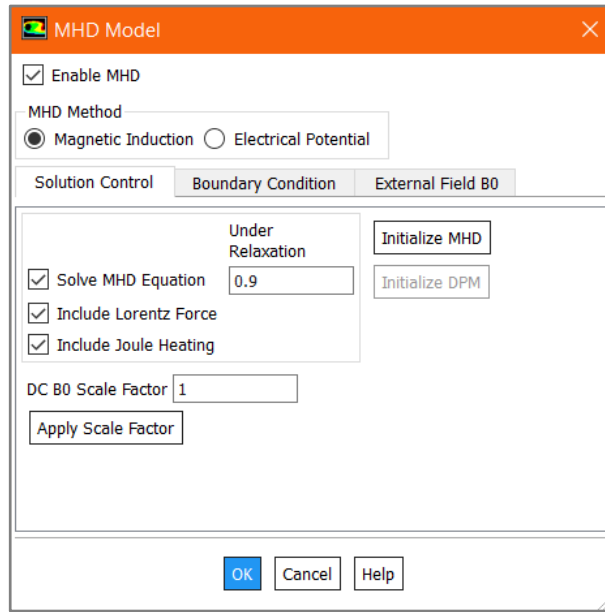 MHD Model
Enable MHD
MHD Method
Magnetic Induction Electrical Potential
Solution Control Boundary Condition External Field B0
Under
Relaxation
Initialize MHD
Solve MHD Equation 0.9
Initialize DPM
Include Lorentz Force
Include Joule Heating
DC B0 Scale Factor 1
Apply Scale Factor
OK Cancel Help